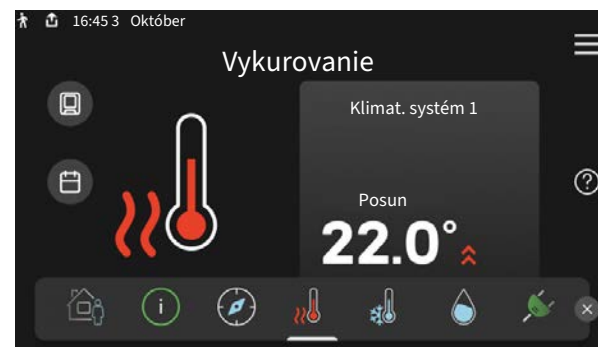 16:45 3 Október
Vykurovanie
Klimat. systém 1
Posun
22.0°
i
?